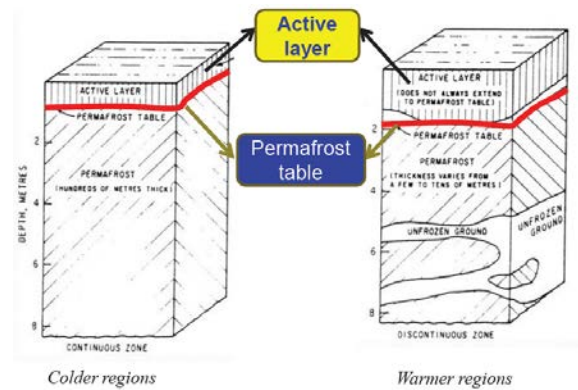 Active
layer
ACTIVE LAYER
PERMAFROST TABLE
PERMAFROST
(HUNDREDS OF METRES THICK)
DEPTH, METRES
2
4
6
8
CONTINUOUS ZONE
Colder regions
Permafrost
table
ACTIVE LAYER
(DOES NOT ALWAYS EXTEND
TO PERMAFROST TABLE)
PERMAFROST TABLE
PERMAFROST
(THICKNESS VARIES FROM
A FEW TO TENS OF METRES)
UNFROZEN GROUND
UNFROZEN
GROUND
2
4
6
8
DISCONTINUOUS ZONE
Warmer regions